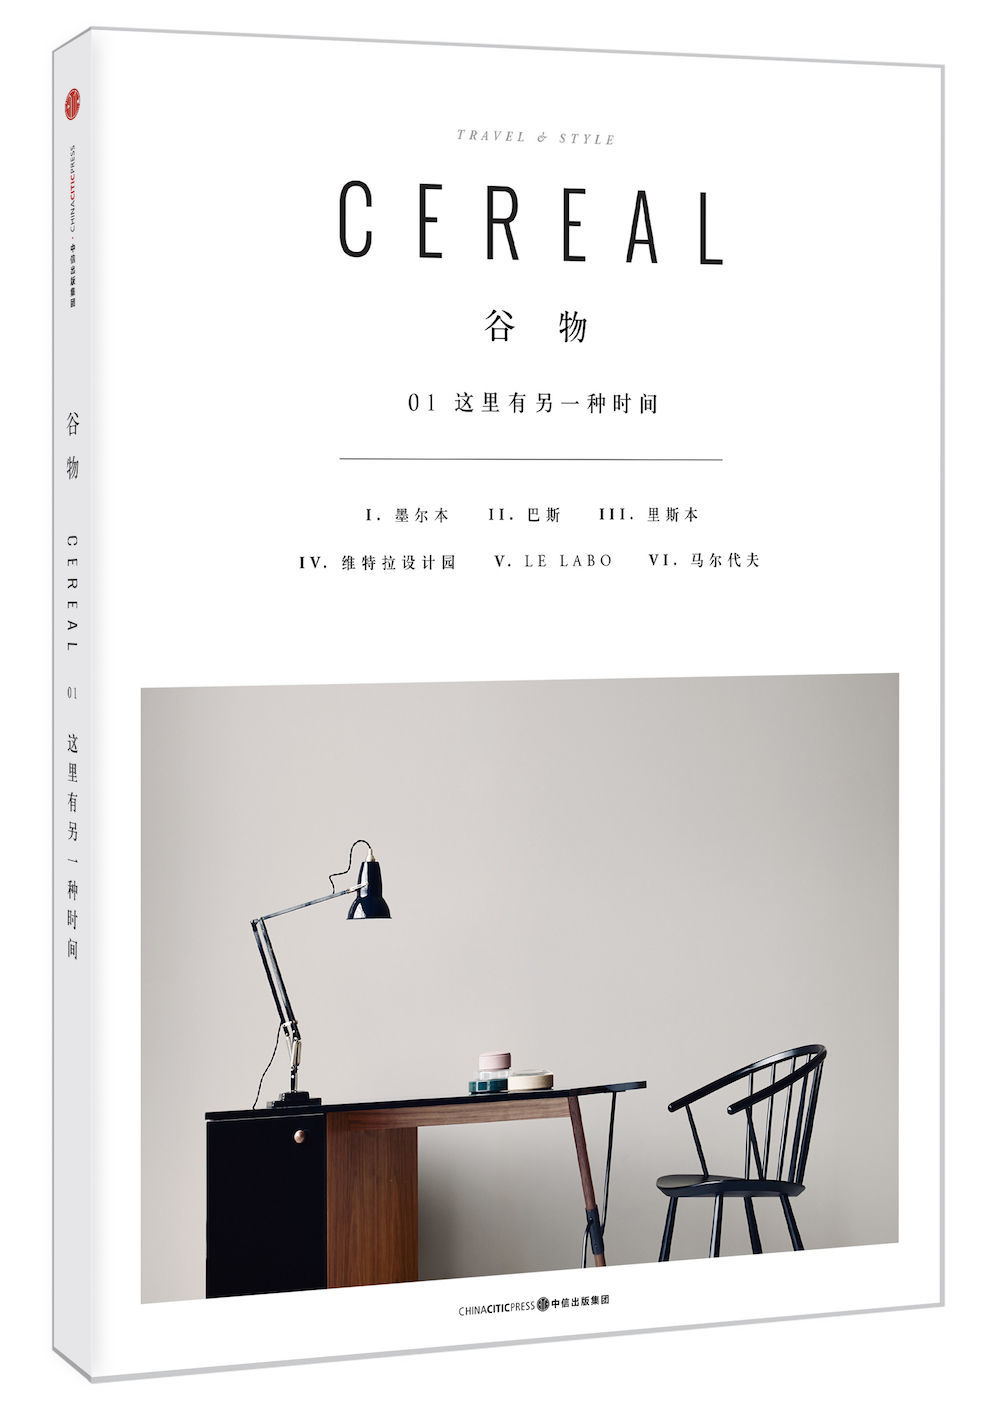 TRAVEL & STYLE
CEREAL
谷物
01 这里有另一种时间
I. 墨尔本 II. 巴斯 III. 里斯本
IV. 维特拉设计园 V. LE LABO VI. 马尔代夫
CHINACITICPRESS 中信出版集团
CHINACITICPRESS · 中信出版集团
谷物 CEREAL 01 这里有另一种时间